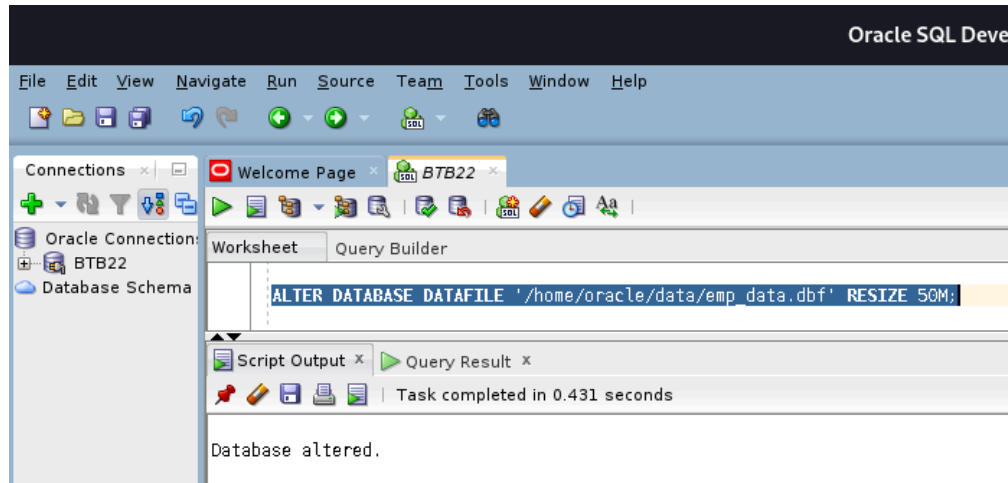 Oracle SQL Deve
File Edit View Navigate Run Source Team Tools Window Help
Connections
Welcome Page
BTB22
Oracle Connection
BTB22
Database Schema
Worksheet Query Builder
ALTER DATABASE DATAFILE '/home/oracle/data/emp_data.dbf' RESIZE 50M;
Script Output x Query Result x
Task completed in 0.431 seconds
Database altered.